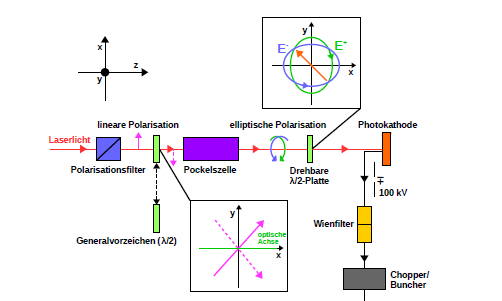 y
E⁻
E⁺
x
x
z
y
lineare Polarisation
elliptische Polarisation
Photokathode
Laserlicht
Polarisationsfilter
Pockelszelle
Drehbare
λ/2-Platte
100 kV
Generalvorzeichen (λ/2)
y
optische
Achse
x
Wienfilter
Chopper/
Buncher